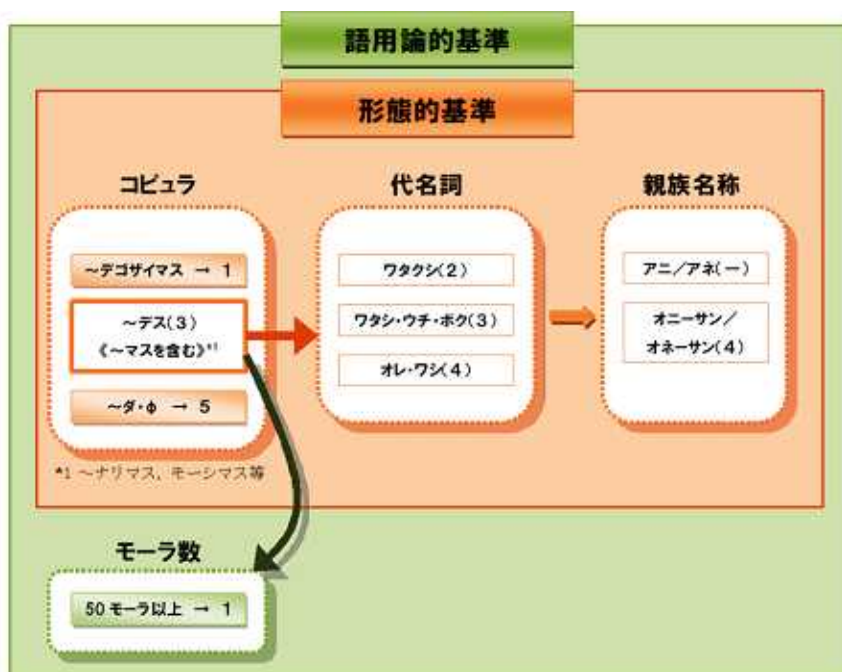 語用論的基準
形態的基準
コピュラ
～デゴザイマス → 1
～デス(3)
《～マスを含む》*1
～ダ・φ → 5
*1 ～ナリマス、モーシマス等
代名詞
ワタクシ(2)
ワタシ・ウチ・ボク(3)
オレ・ワシ(4)
親族名称
アニ／アネ(－)
オニーサン／
オネーサン(4)
モーラ数
50モーラ以上 → 1